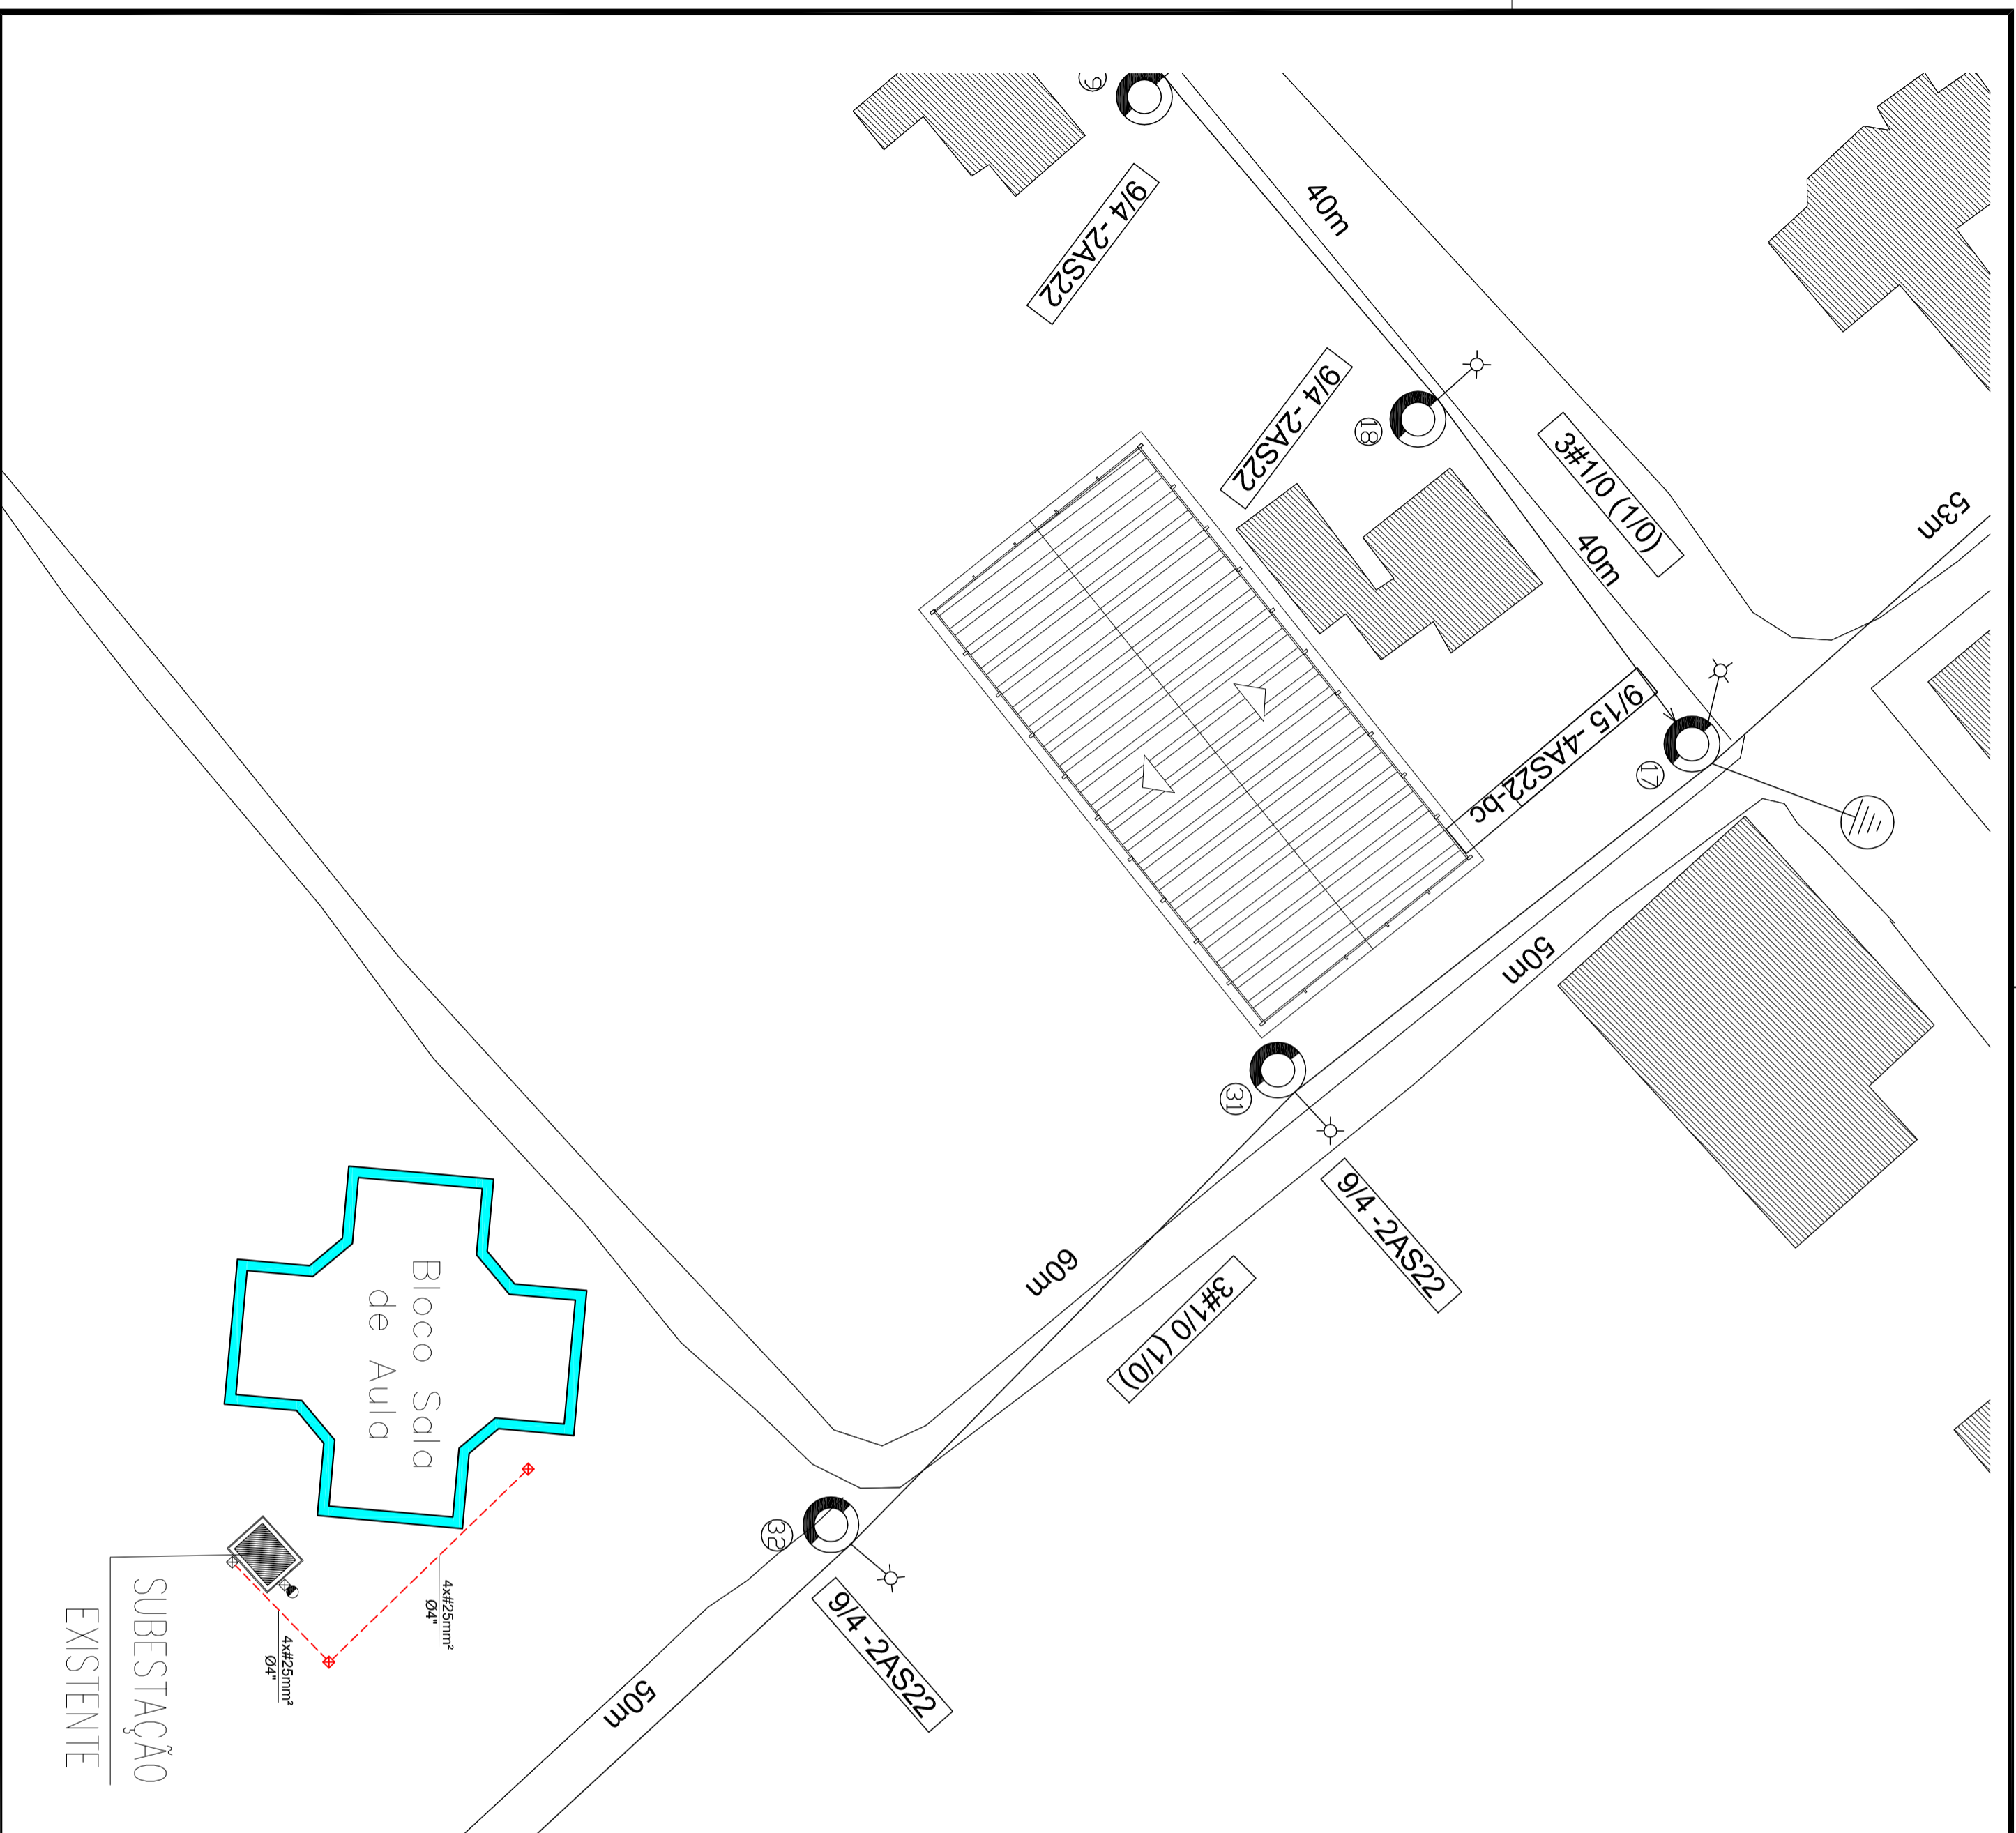 9/4 - 2AS22
40m
9/4 - 2AS22
18
3#1/0 (1/0)
40m
53m
9/15 -4AS22-bc
17
50m
31
9/4 -2AS22
60m
3#1/0 (1/0)
32
9/4 -2AS22
50m
Bloco Sala
de Aula
4x#25mm²
Ø4"
4x#25mm²
Ø4"
SUBESTAÇÃO
EXISTENTE